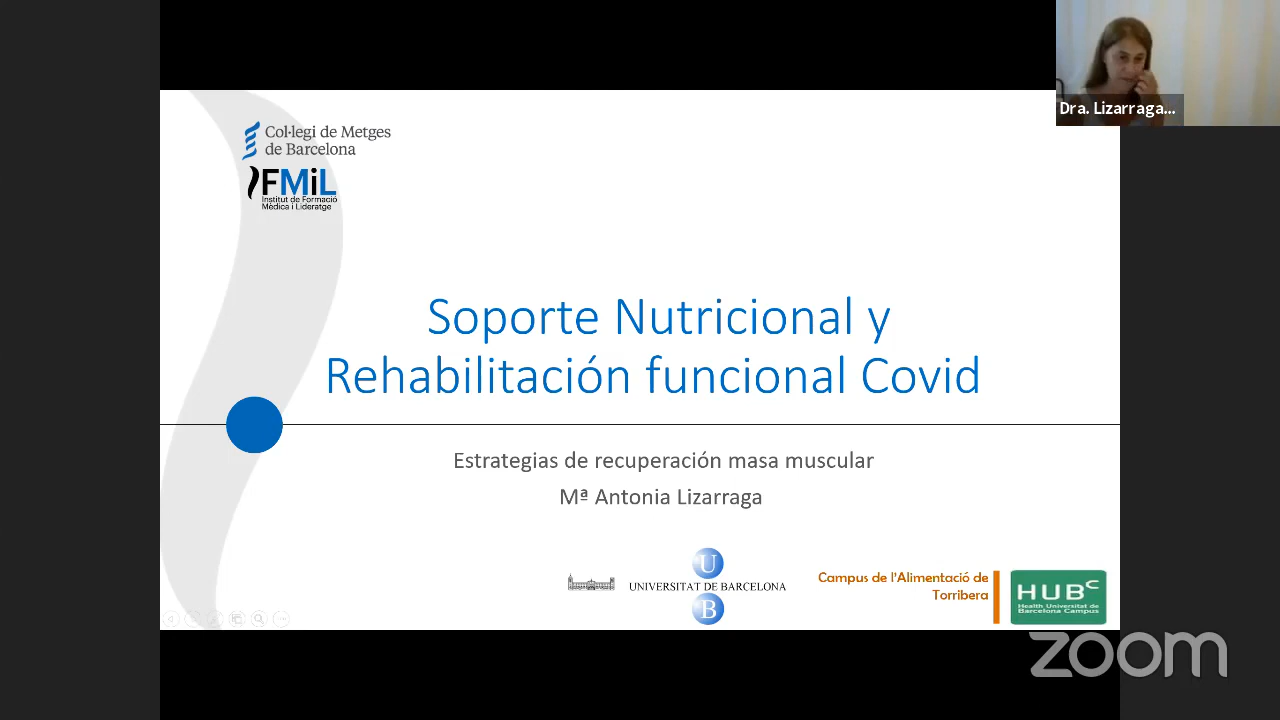 Dra. Lizarraga...
Col·legi de Metges
de Barcelona
FMiL
Institut de Formació
Mèdica i Lideratge
Soporte Nutricional y
Rehabilitación funcional Covid
Estrategias de recuperación masa muscular
Mª Antonia Lizarraga
U
UNIVERSITAT DE BARCELONA
B
Campus de l'Alimentació de
Torribera
HUBc
Health Universitat de
Barcelona Campus
zoom